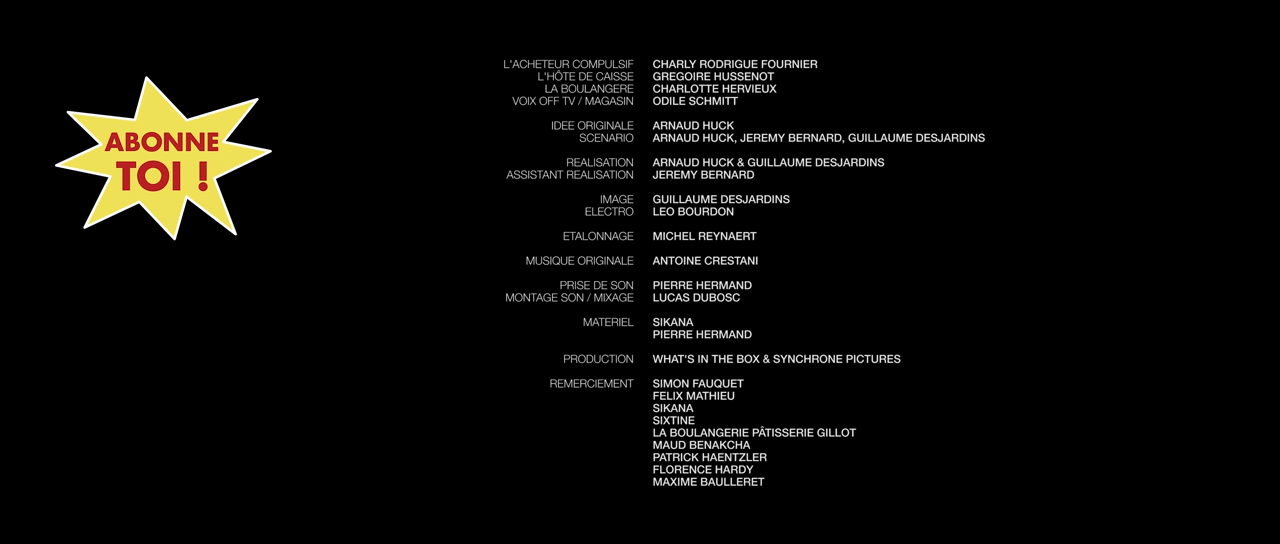 ABONNE
TOI !
L'ACHETEUR COMPULSIF CHARLY RODRIGUE FOURNIER
L'HÔTE DE CAISSE GREGOIRE HUSSENOT
LA BOULANGERE CHARLOTTE HERVIEUX
VOIX OFF TV / MAGASIN ODILE SCHMITT
IDEE ORIGINALE ARNAUD HUCK
SCENARIO ARNAUD HUCK, JEREMY BERNARD, GUILLAUME DESJARDINS
REALISATION ARNAUD HUCK & GUILLAUME DESJARDINS
ASSISTANT REALISATION JEREMY BERNARD
IMAGE GUILLAUME DESJARDINS
ELECTRO LEO BOURDON
ETALONNAGE MICHEL REYNAERT
MUSIQUE ORIGINALE ANTOINE CRESTANI
PRISE DE SON PIERRE HERMAND
MONTAGE SON / MIXAGE LUCAS DUBOSC
MATERIEL SIKANA
PIERRE HERMAND
PRODUCTION WHAT'S IN THE BOX & SYNCHRONE PICTURES
REMERCIEMENT SIMON FAUQUET
FELIX MATHIEU
SIKANA
SIXTINE
LA BOULANGERIE PÂTISSERIE GILLOT
MAUD BENAKCHA
PATRICK HAENTZLER
FLORENCE HARDY
MAXIME BAULLERET